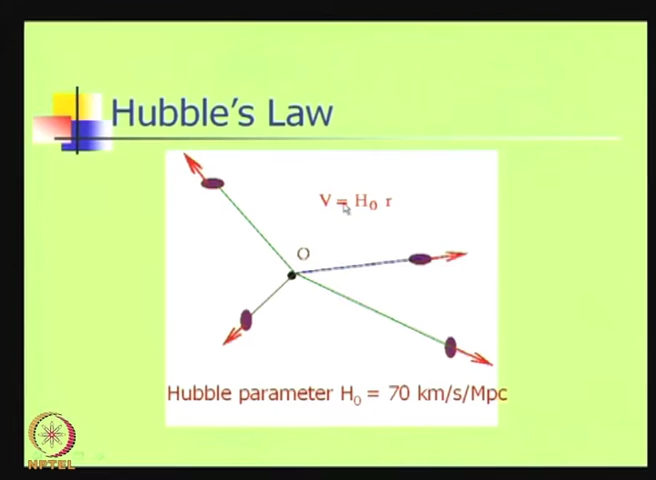 Hubble's Law
V = H₀ r
O
Hubble parameter H₀ = 70 km/s/Mpc
NPTEL